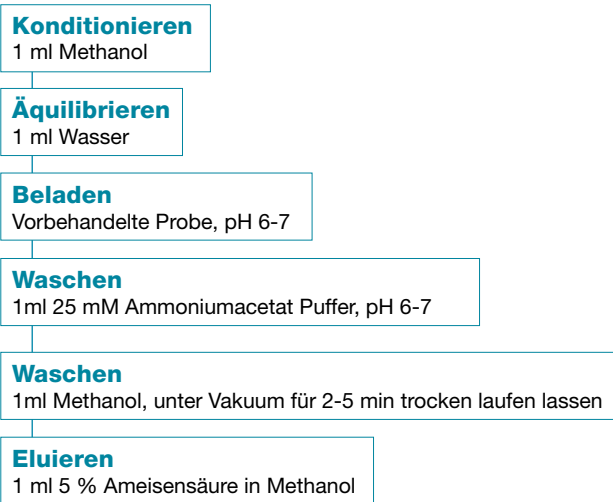 Konditionieren
1 ml Methanol
Äquilibrieren
1 ml Wasser
Beladen
Vorbehandelte Probe, pH 6-7
Waschen
1ml 25 mM Ammoniumacetat Puffer, pH 6-7
Waschen
1ml Methanol, unter Vakuum für 2-5 min trocken laufen lassen
Eluieren
1 ml 5 % Ameisensäure in Methanol